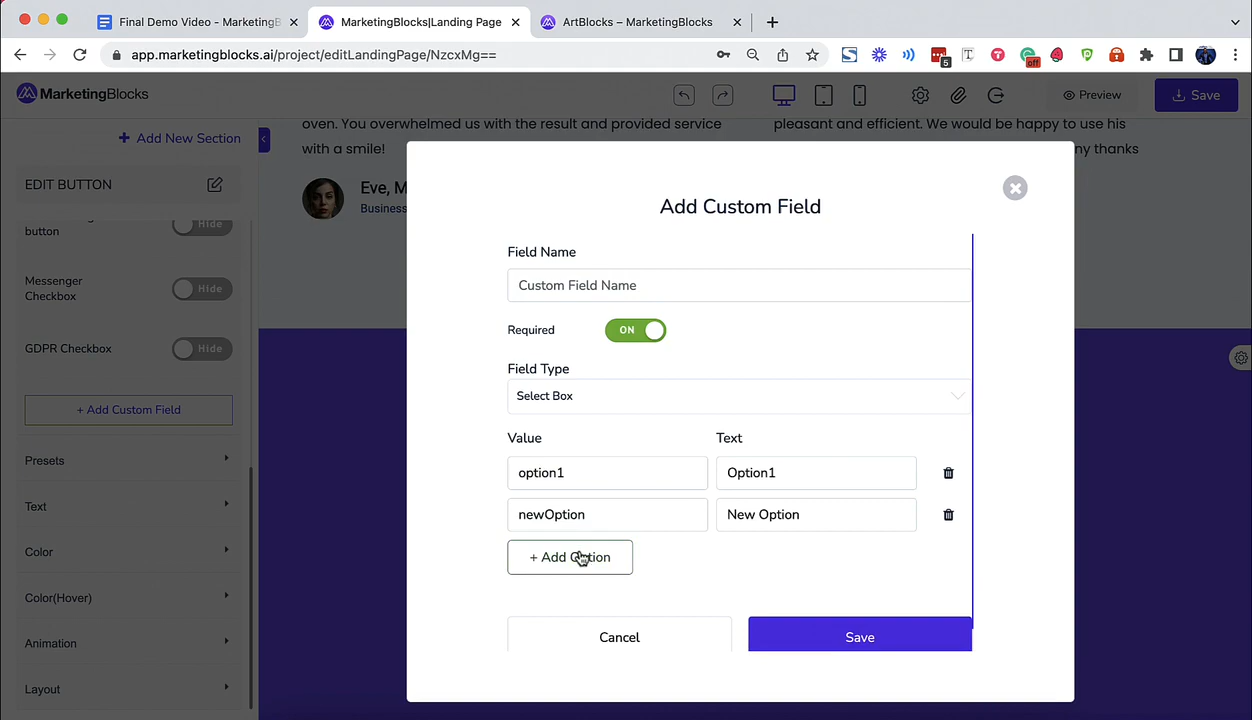 Final Demo Video - MarketingB
MarketingBlocks|Landing Page
ArtBlocks – MarketingBlocks
app.marketingblocks.ai/project/editLandingPage/NzcxMg==
5
T
off
MarketingBlocks
Preview
Save
+ Add New Section
oven. You overwhelmed us with the result and provided service
with a smile!
pleasant and efficient. We would be happy to use his
ny thanks
Eve, M
Business
EDIT BUTTON
button
Hide
Messenger
Checkbox
Hide
GDPR Checkbox
Hide
+ Add Custom Field
Presets
Text
Color
Color(Hover)
Animation
Layout
Add Custom Field
Field Name
Custom Field Name
Required
ON
Field Type
Select Box
Value
Text
option1
Option1
newOption
New Option
+ Add Option
Cancel
Save